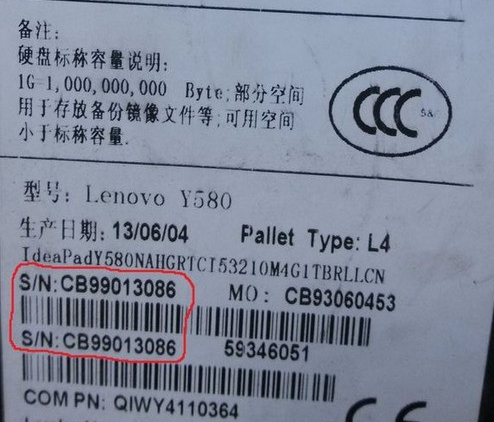 备注:
硬盘标称容量说明:
1G=1,000,000,000 Byte;部分空间
用于存放备份镜像文件等;可用空间
小于标称容量.
CCC
S&
型号: Lenovo Y580
生产日期: 13/06/04 Pallet Type: L4
IdeaPadY580NAHGRTCI53210M4G1TBRLLCN
S/N:CB99013086 MO: CB93060453
S/N:CB99013086 59346051
COM PN: QIWY4110364
CE